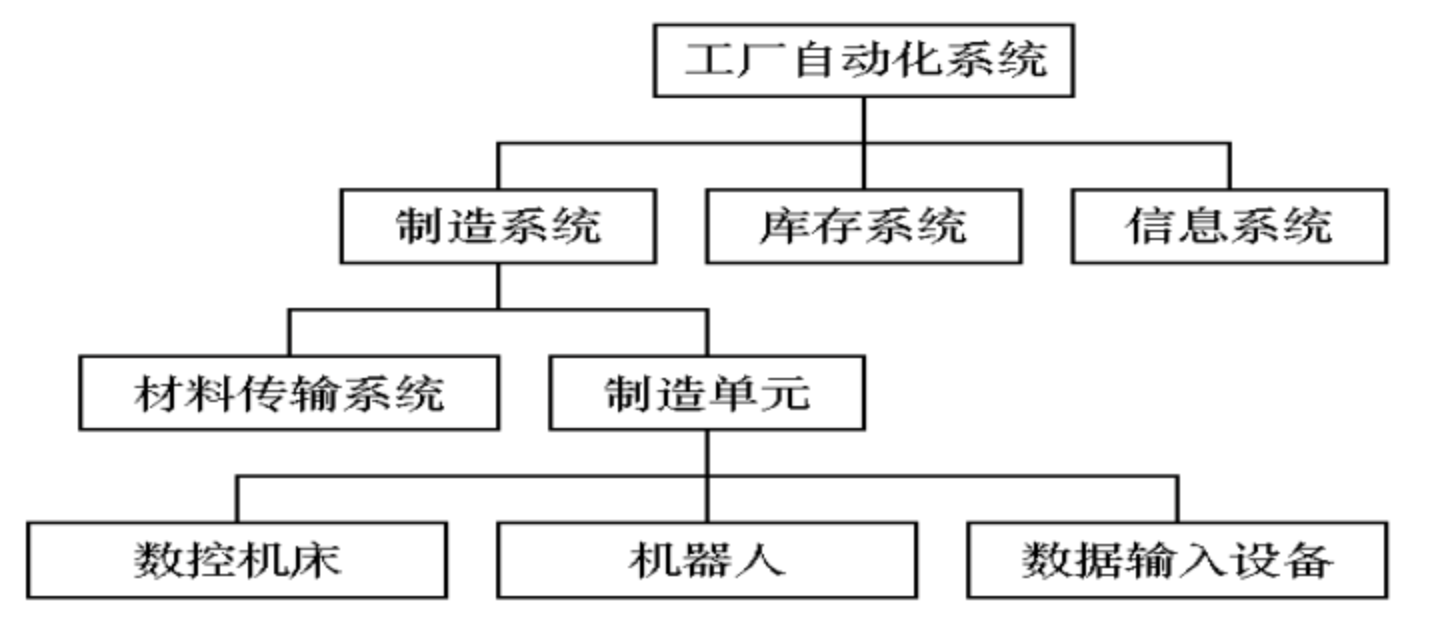 工厂自动化系统
制造系统
库存系统
信息系统
材料传输系统
制造单元
数控机床
机器人
数据输入设备